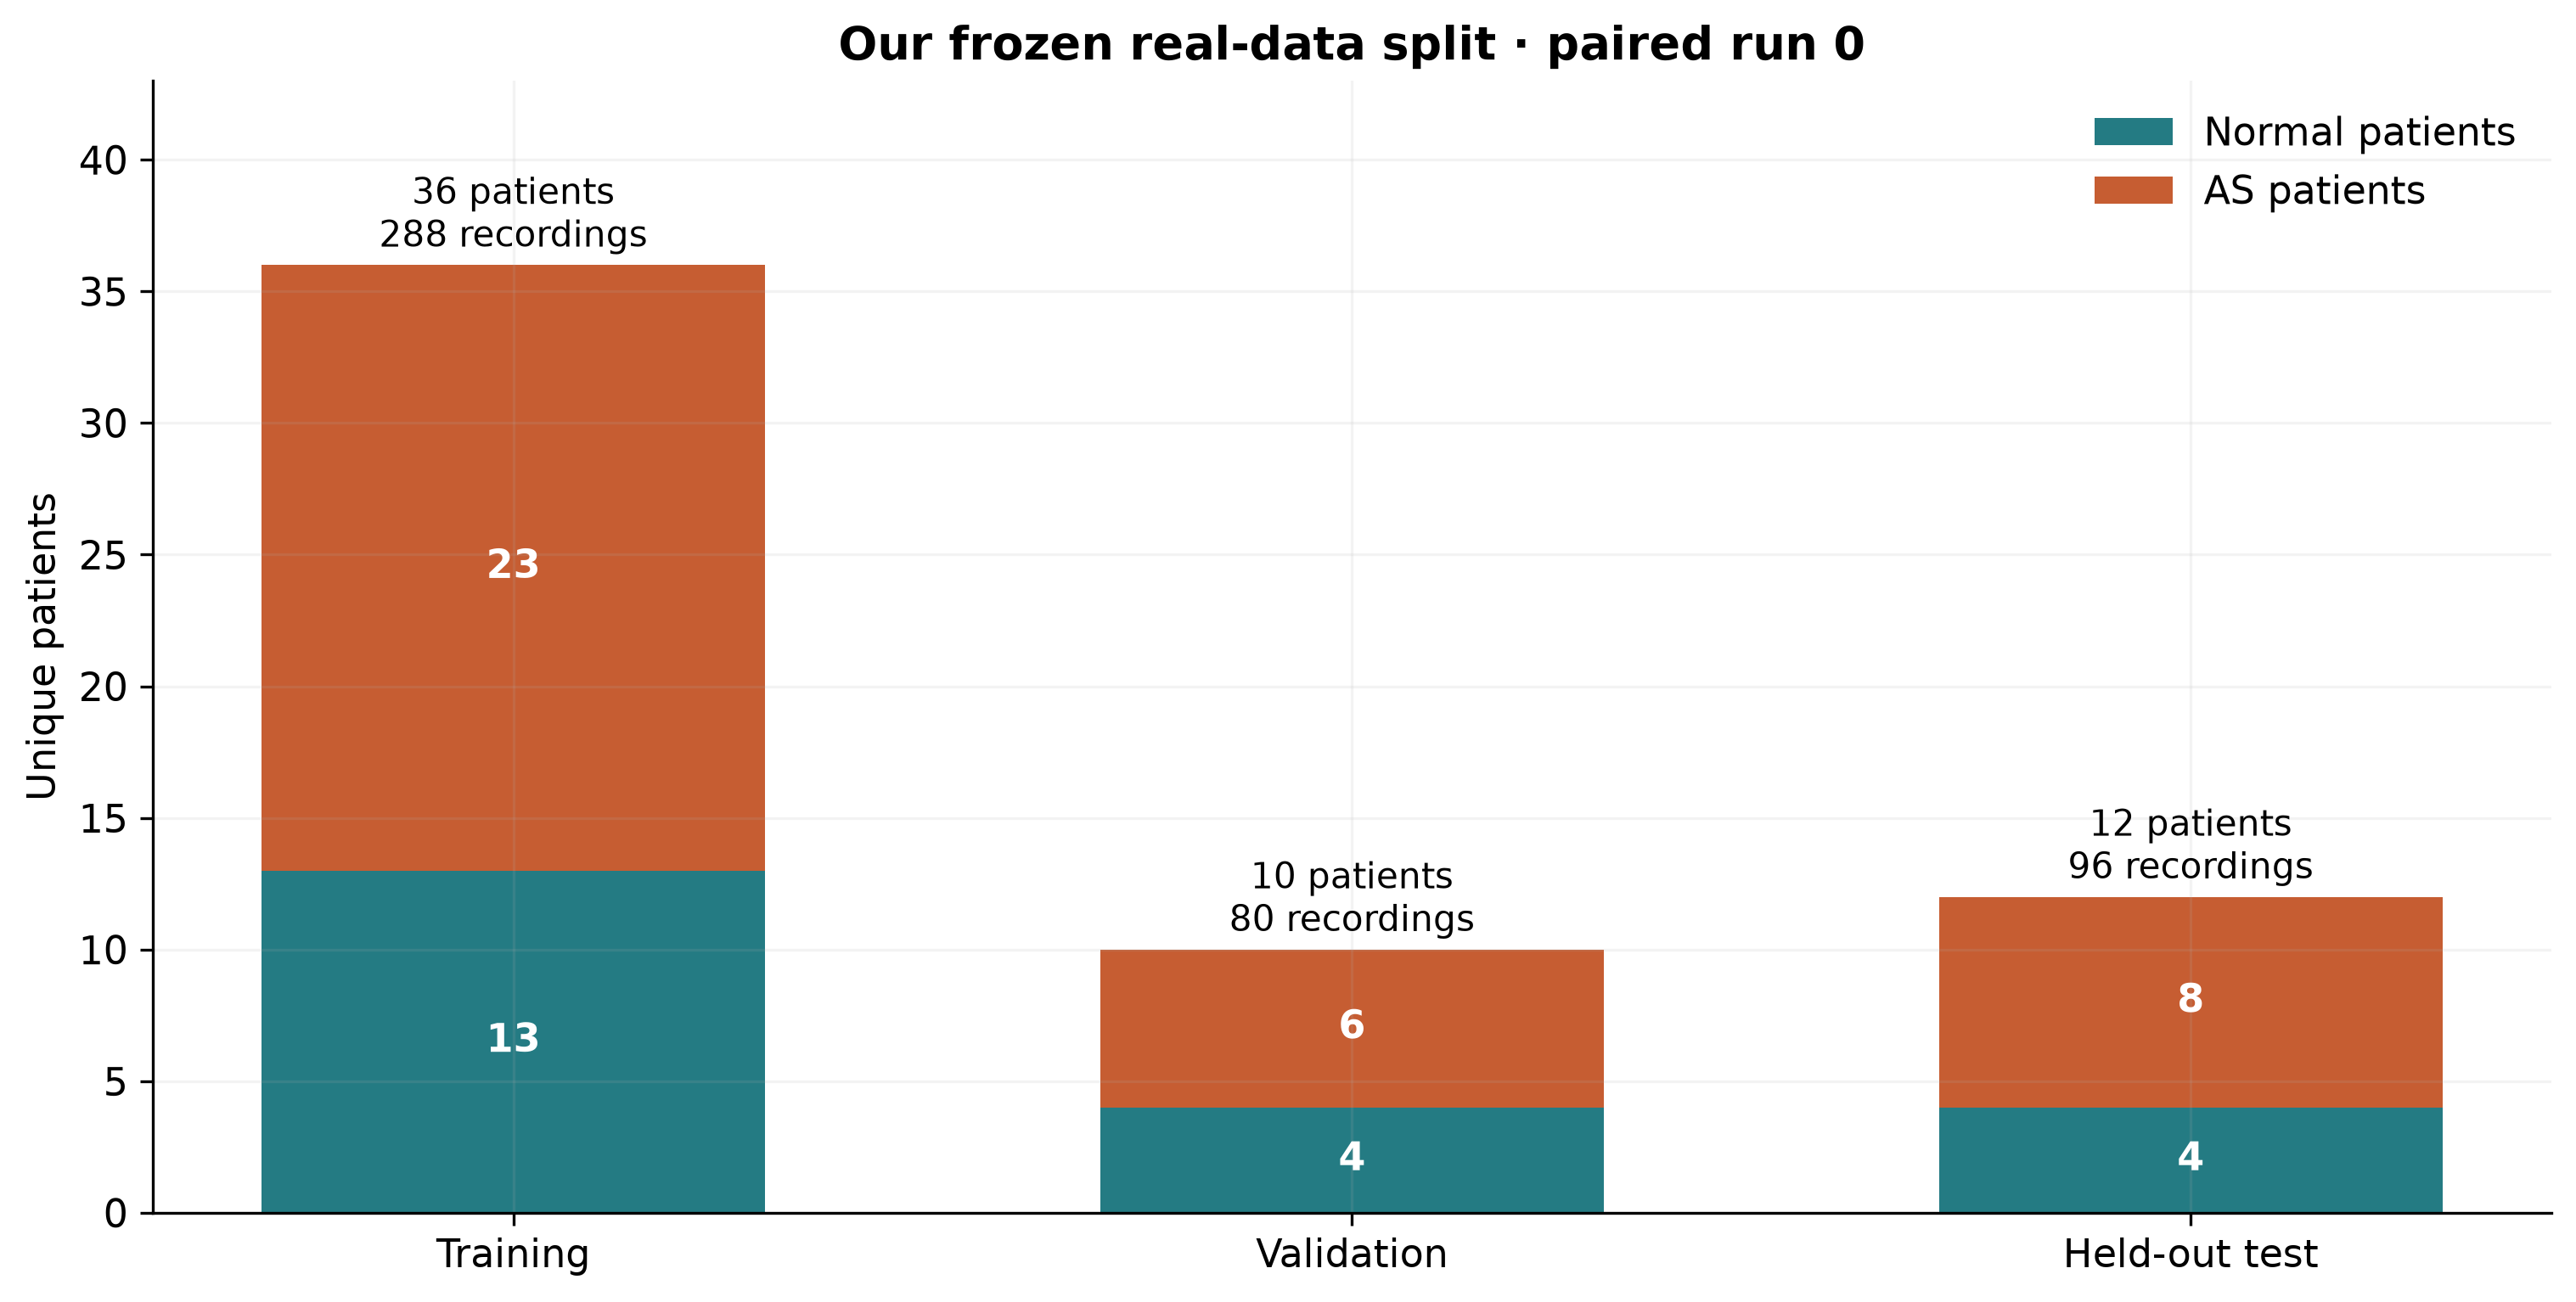 Our frozen real-data split · paired run 0
Normal patients
AS patients
Unique patients
40
35
30
25
20
15
10
5
0
36 patients
288 recordings
23
13
10 patients
80 recordings
6
4
12 patients
96 recordings
8
4
Training
Validation
Held-out test